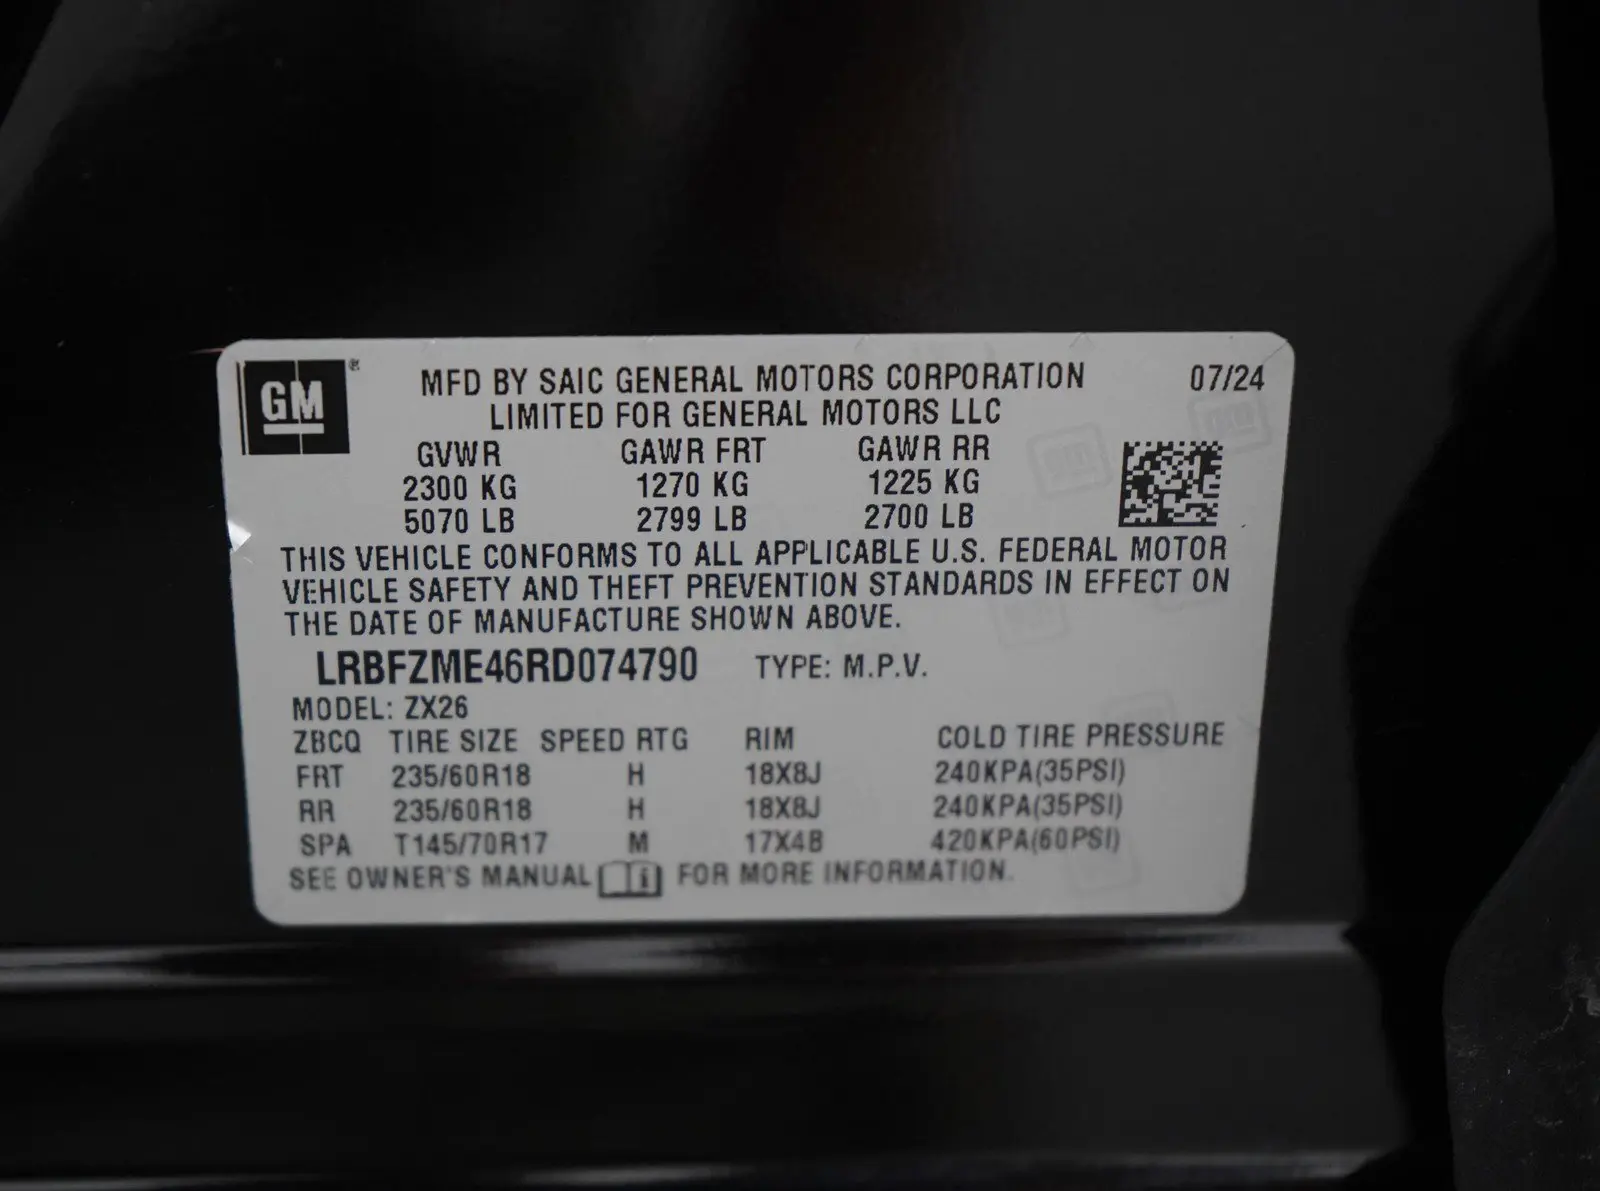 GM®
MFD BY SAIC GENERAL MOTORS CORPORATION 07/24
LIMITED FOR GENERAL MOTORS LLC
GVWR GAWR FRT GAWR RR
2300 KG 1270 KG 1225 KG
5070 LB 2799 LB 2700 LB
THIS VEHICLE CONFORMS TO ALL APPLICABLE U.S. FEDERAL MOTOR
VEHICLE SAFETY AND THEFT PREVENTION STANDARDS IN EFFECT ON
THE DATE OF MANUFACTURE SHOWN ABOVE.
LRBFZME46RD074790 TYPE: M.P.V.
MODEL: ZX26
ZBCQ TIRE SIZE SPEED RTG RIM COLD TIRE PRESSURE
FRT 235/60R18 H 18X8J 240KPA(35PSI)
RR 235/60R18 H 18X8J 240KPA(35PSI)
SPA T145/70R17 M 17X4B 420KPA(60PSI)
SEE OWNER'S MANUAL i FOR MORE INFORMATION.